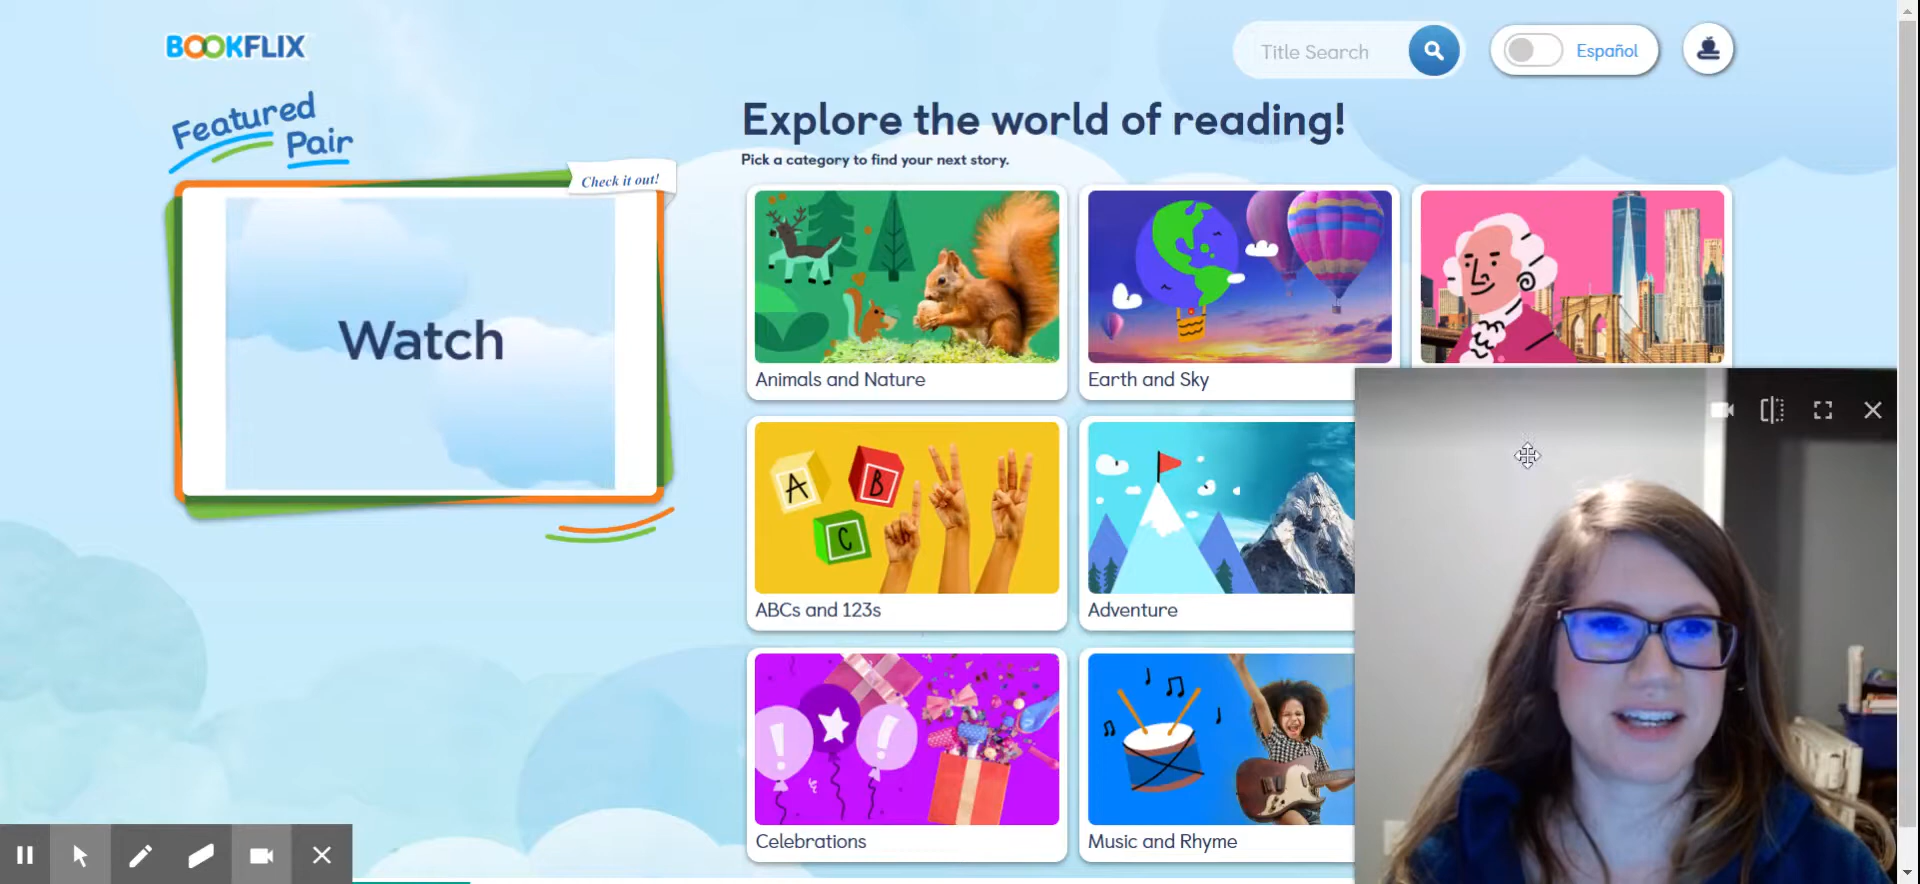 BOOKFLIX
Title Search
Español
Featured
Pair
Check it out!
Watch
Explore the world of reading!
Pick a category to find your next story.
Animals and Nature
Earth and Sky
A
B
C
ABCs and 123s
Adventure
Celebrations
Music and Rhyme